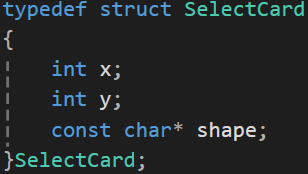 typedef struct SelectCard
{
    int x;
    int y;
    const char* shape;
}SelectCard;